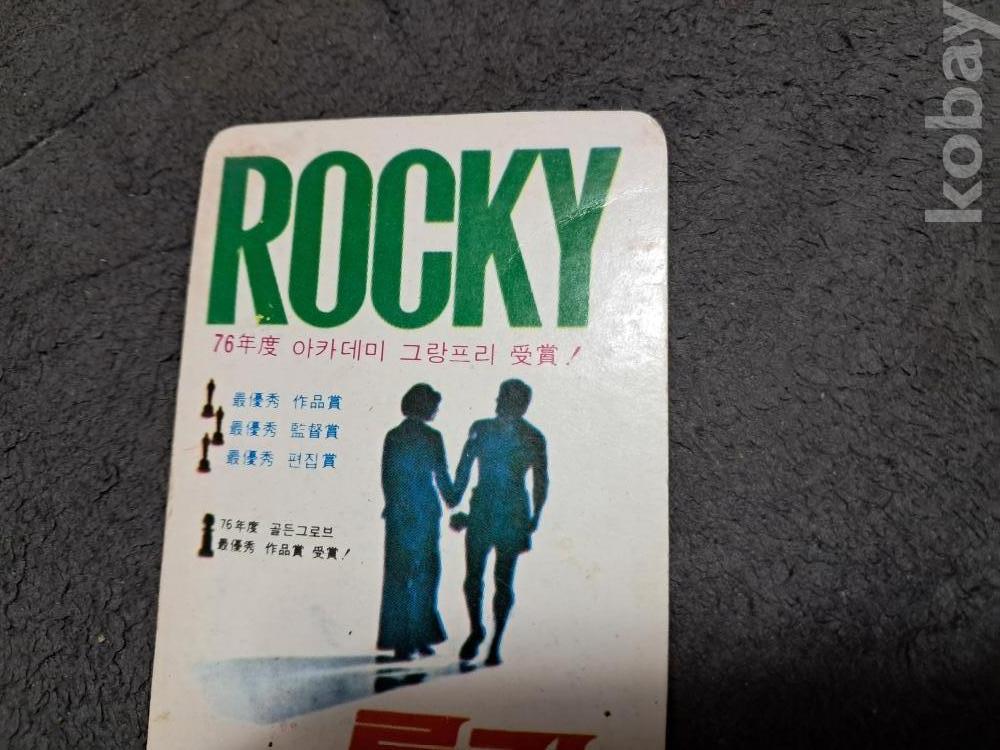 ROCKY
76年度 아카데미 그랑프리 受賞!
最優秀 作品賞
最優秀 監督賞
最優秀 편집賞
76年度 골든그로브
最優秀 作品賞 受賞!
kobay